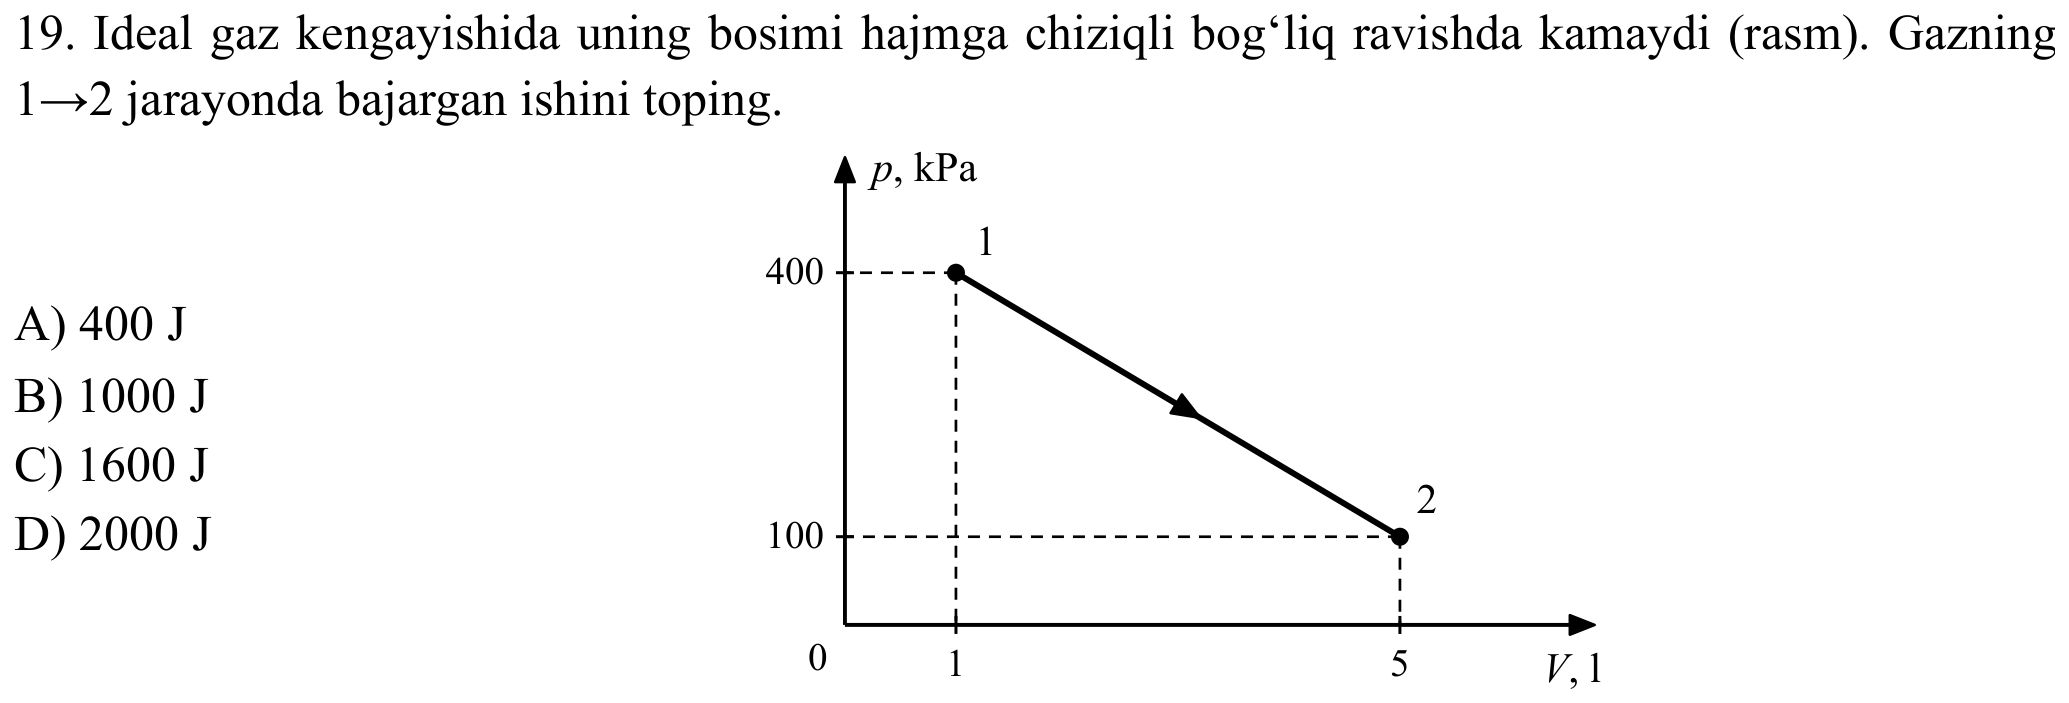 19. Ideal gaz kengayishida uning bosimi hajmga chiziqli bog‘liq ravishda kamaydi (rasm). Gazning
1→2 jarayonda bajargan ishini toping.
p, kPa
1
400
A) 400 J
B) 1000 J
C) 1600 J
D) 2000 J
2
100
0
1
5
V, l